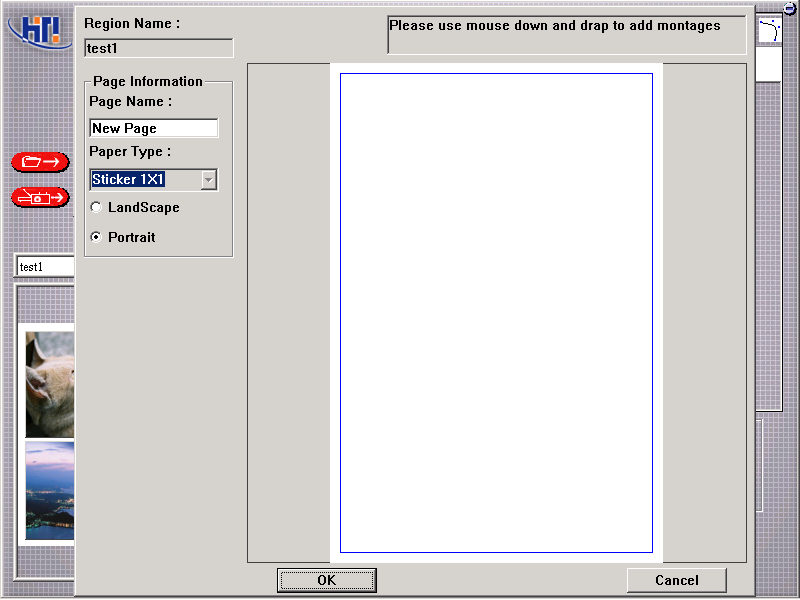 HTI
Region Name :
test1
Please use mouse down and drap to add montages
Page Information
Page Name :
New Page
Paper Type :
Sticker 1X1
LandScape
Portrait
test1
OK
Cancel